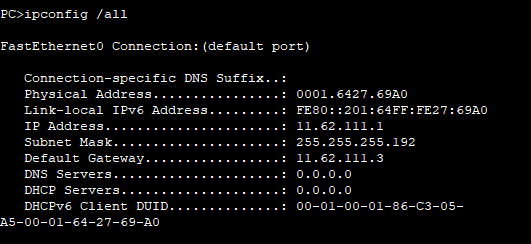 PC>ipconfig /all
FastEthernet0 Connection:(default port)
Connection-specific DNS Suffix..:
Physical Address................: 0001.6427.69A0
Link-local IPv6 Address.........: FE80::201:64FF:FE27:69A0
IP Address......................: 11.62.111.1
Subnet Mask.....................: 255.255.255.192
Default Gateway.................: 11.62.111.3
DNS Servers.....................: 0.0.0.0
DHCP Servers....................: 0.0.0.0
DHCPv6 Client DUID..............: 00-01-00-01-86-C3-05-
A5-00-01-64-27-69-A0